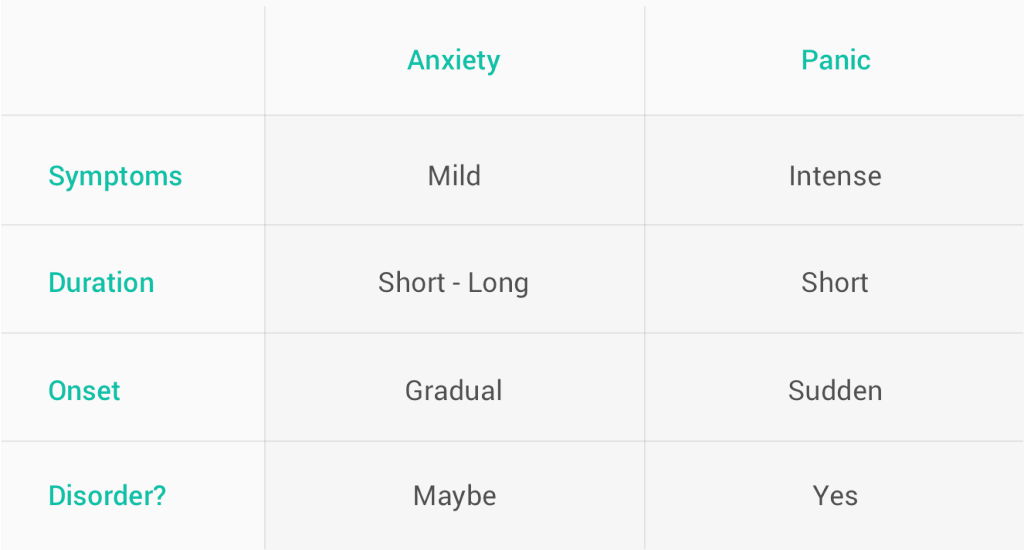 Anxiety Panic
Symptoms Mild Intense
Duration Short - Long Short
Onset Gradual Sudden
Disorder? Maybe Yes